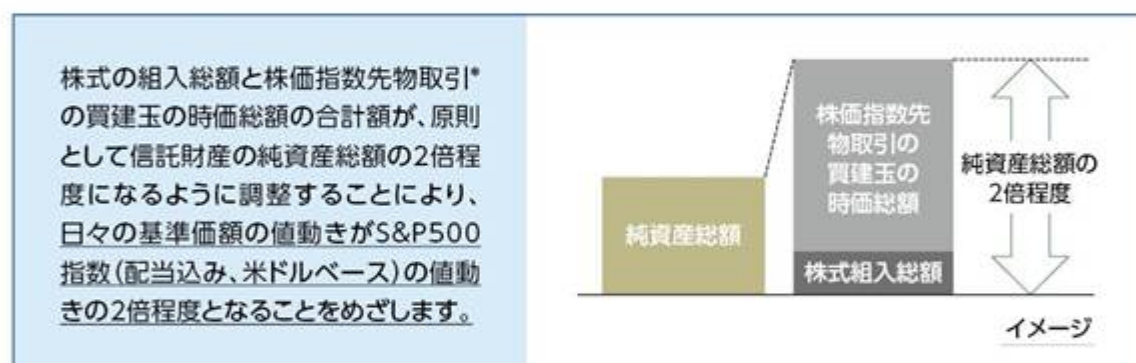 株式の組入総額と株価指数先物取引*
の買建玉の時価総額の合計額が、原則
として信託財産の純資産総額の2倍程
度になるように調整することにより、
日々の基準価額の値動きがS&P500
指数(配当込み、米ドルベース)の値動
きの2倍程度となることをめざします。
純資産総額
株価指数先
物取引の
買建玉の
時価総額
株式組入総額
純資産総額の
2倍程度
イメージ